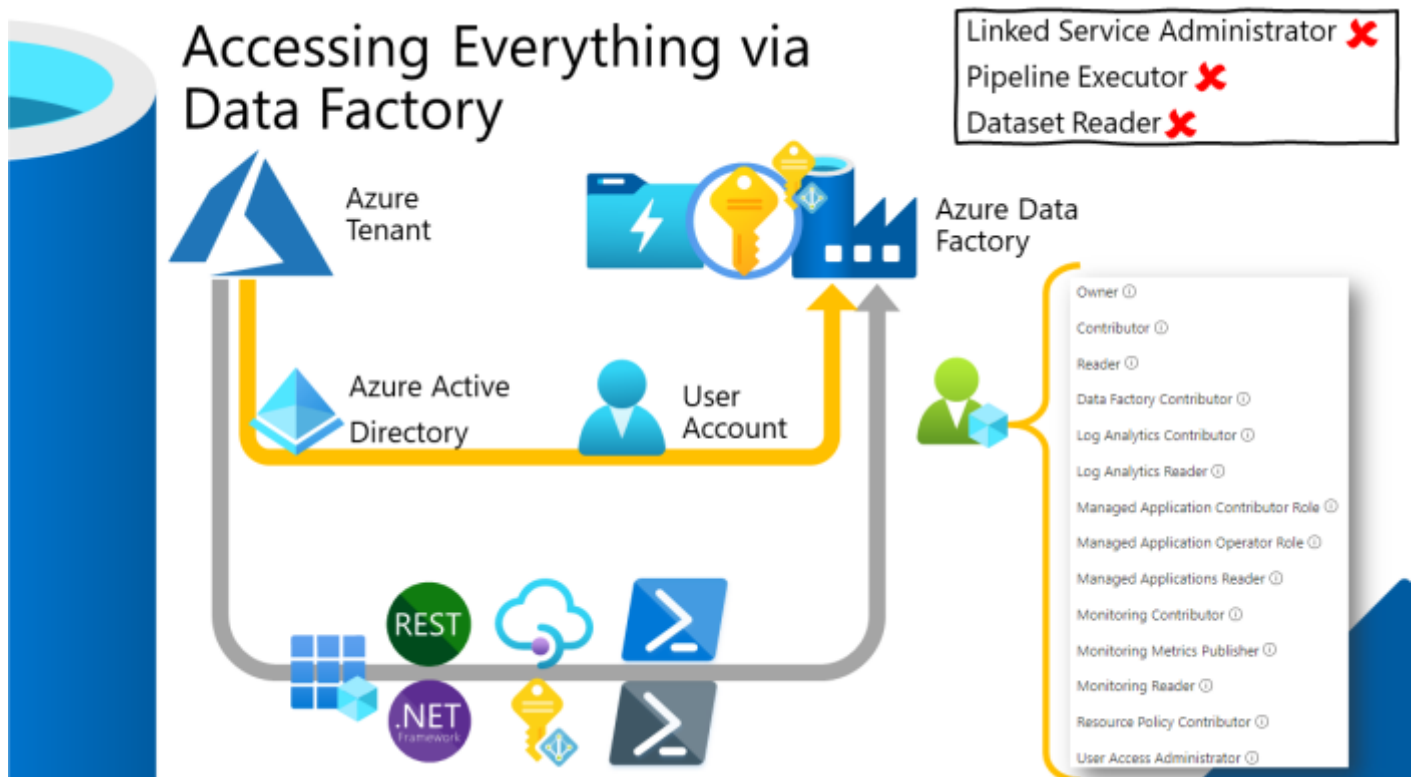 Accessing Everything via
Data Factory
Linked Service Administrator
Pipeline Executor
Dataset Reader
Azure
Tenant
Azure Data
Factory
Azure Active
Directory
User
Account
REST
.NET
Framework
Owner
Contributor
Reader
Data Factory Contributor
Log Analytics Contributor
Log Analytics Reader
Managed Application Contributor Role
Managed Application Operator Role
Managed Applications Reader
Monitoring Contributor
Monitoring Metrics Publisher
Monitoring Reader
Resource Policy Contributor
User Access Administrator